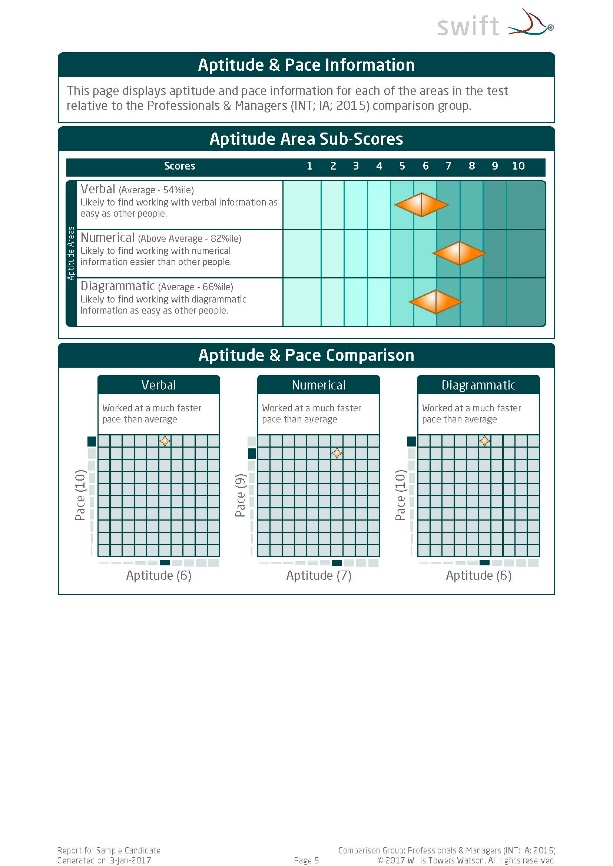 swift
Aptitude & Pace Information
This page displays aptitude and pace information for each of the areas in the test
relative to the Professionals & Managers (INT; IA; 2015) comparison group.
Aptitude Area Sub-Scores
Scores 1 2 3 4 5 6 7 8 9 10
Aptitude Areas
Verbal (Average - 54%ile)
Likely to find working with verbal information as
easy as other people.
Numerical (Above Average - 82%ile)
Likely to find working with numerical
information easier than other people.
Diagrammatic (Average - 66%ile)
Likely to find working with diagrammatic
information as easy as other people.
Aptitude & Pace Comparison
Verbal
Worked at a much faster
pace than average
Pace (10)
Aptitude (6)
Numerical
Worked at a much faster
pace than average
Pace (9)
Aptitude (7)
Diagrammatic
Worked at a much faster
pace than average
Pace (10)
Aptitude (6)
Report for Sample Candidate
Generated on 3-Jan-2017
Page 5
Comparison Group: Professionals & Managers (INT; IA; 2015)
© 2017 Willis Towers Watson. All rights reserved.